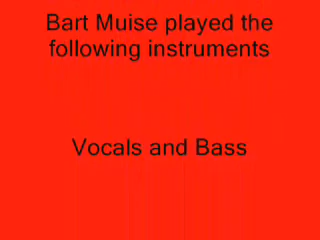 Bart Muise played the
following instruments
Vocals and Bass